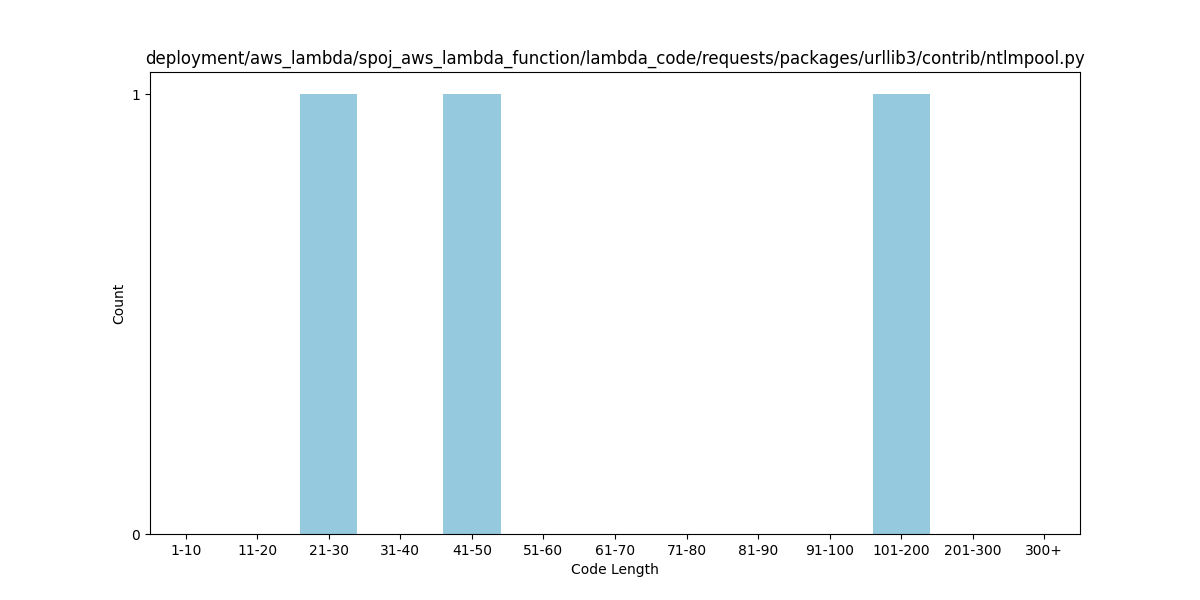 deployment/aws_lambda/spoj_aws_lambda_function/lambda_code/requests/packages/urllib3/contrib/ntlmpool.py
1
Count
0
1-10 11-20 21-30 31-40 41-50 51-60 61-70 71-80 81-90 91-100 101-200 201-300 300+
Code Length